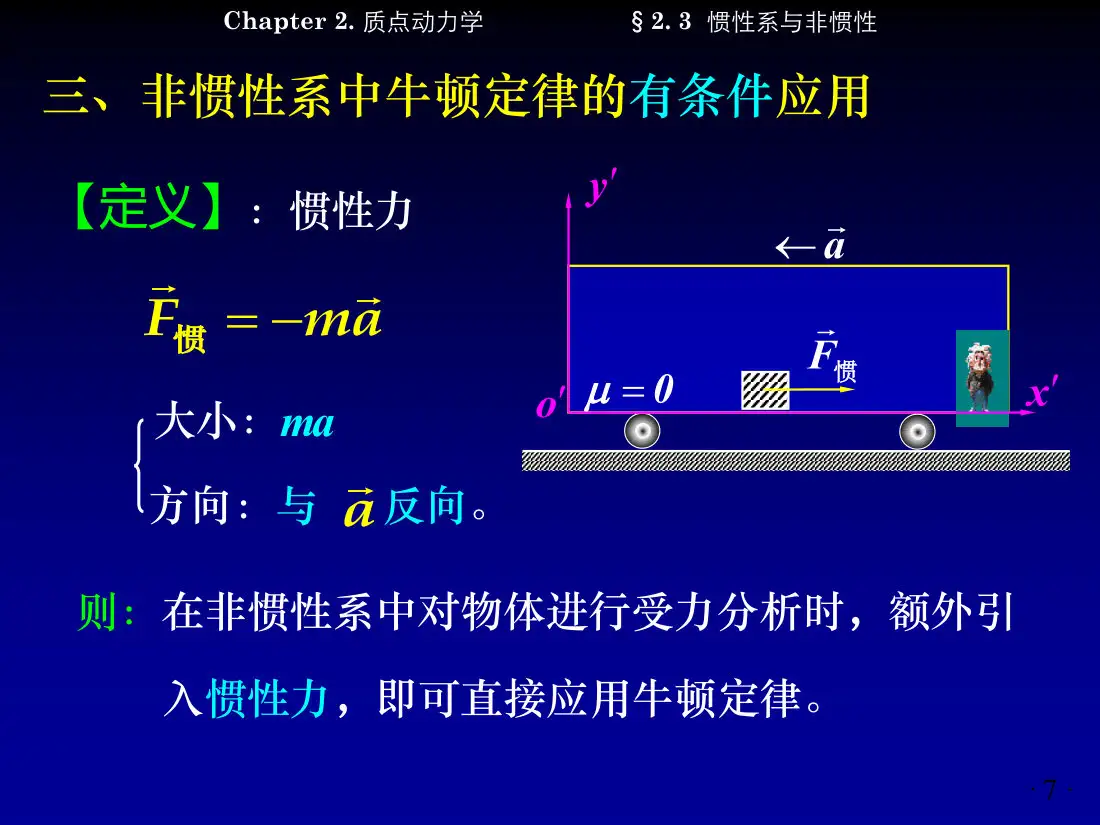 Chapter 2. 质点动力学 §2.3 惯性系与非惯性
三、非惯性系中牛顿定律的有条件应用
【定义】：惯性力
F⃗惯 = −ma⃗
大小：ma
方向：与 a⃗ 反向。
y′
←a⃗
F⃗惯
μ = 0
o′
x′
则：在非惯性系中对物体进行受力分析时，额外引
入惯性力，即可直接应用牛顿定律。
·7·